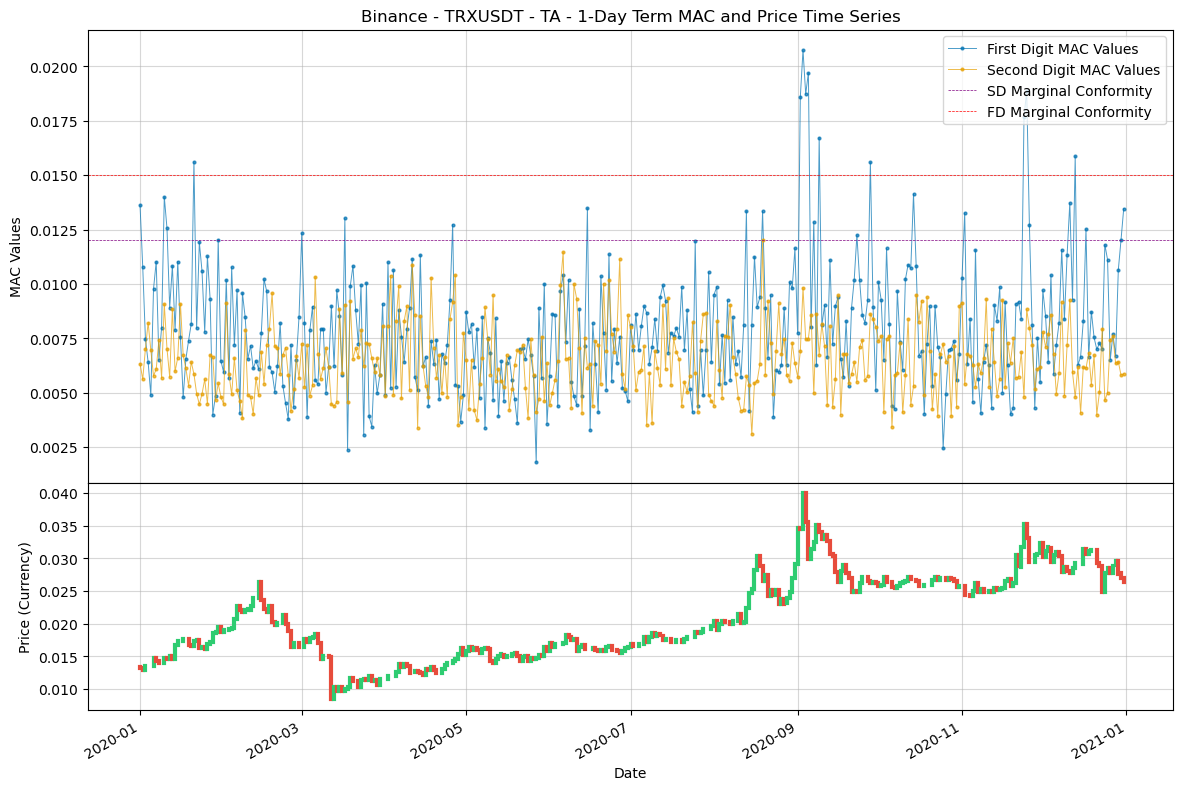 Binance - TRXUSDT - TA - 1-Day Term MAC and Price Time Series
First Digit MAC Values
Second Digit MAC Values
SD Marginal Conformity
FD Marginal Conformity
MAC Values
0.0200
0.0175
0.0150
0.0125
0.0100
0.0075
0.0050
0.0025
Price (Currency)
0.040
0.035
0.030
0.025
0.020
0.015
0.010
2020-01
2020-03
2020-05
2020-07
2020-09
2020-11
2021-01
Date